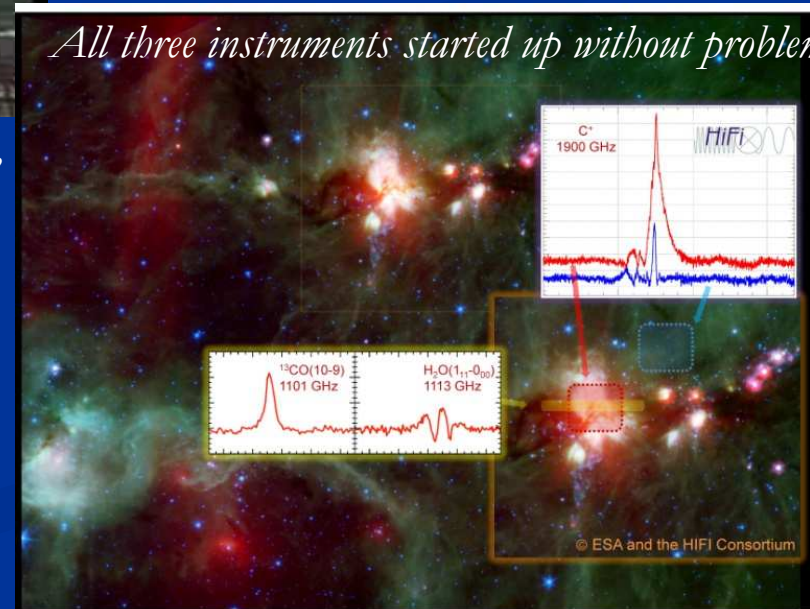 All three instruments started up without problem
C⁺
1900 GHz
HiFi
¹³CO(10-9)
1101 GHz
H₂O(1₁₁-0₀₀)
1113 GHz
© ESA and the HIFI Consortium